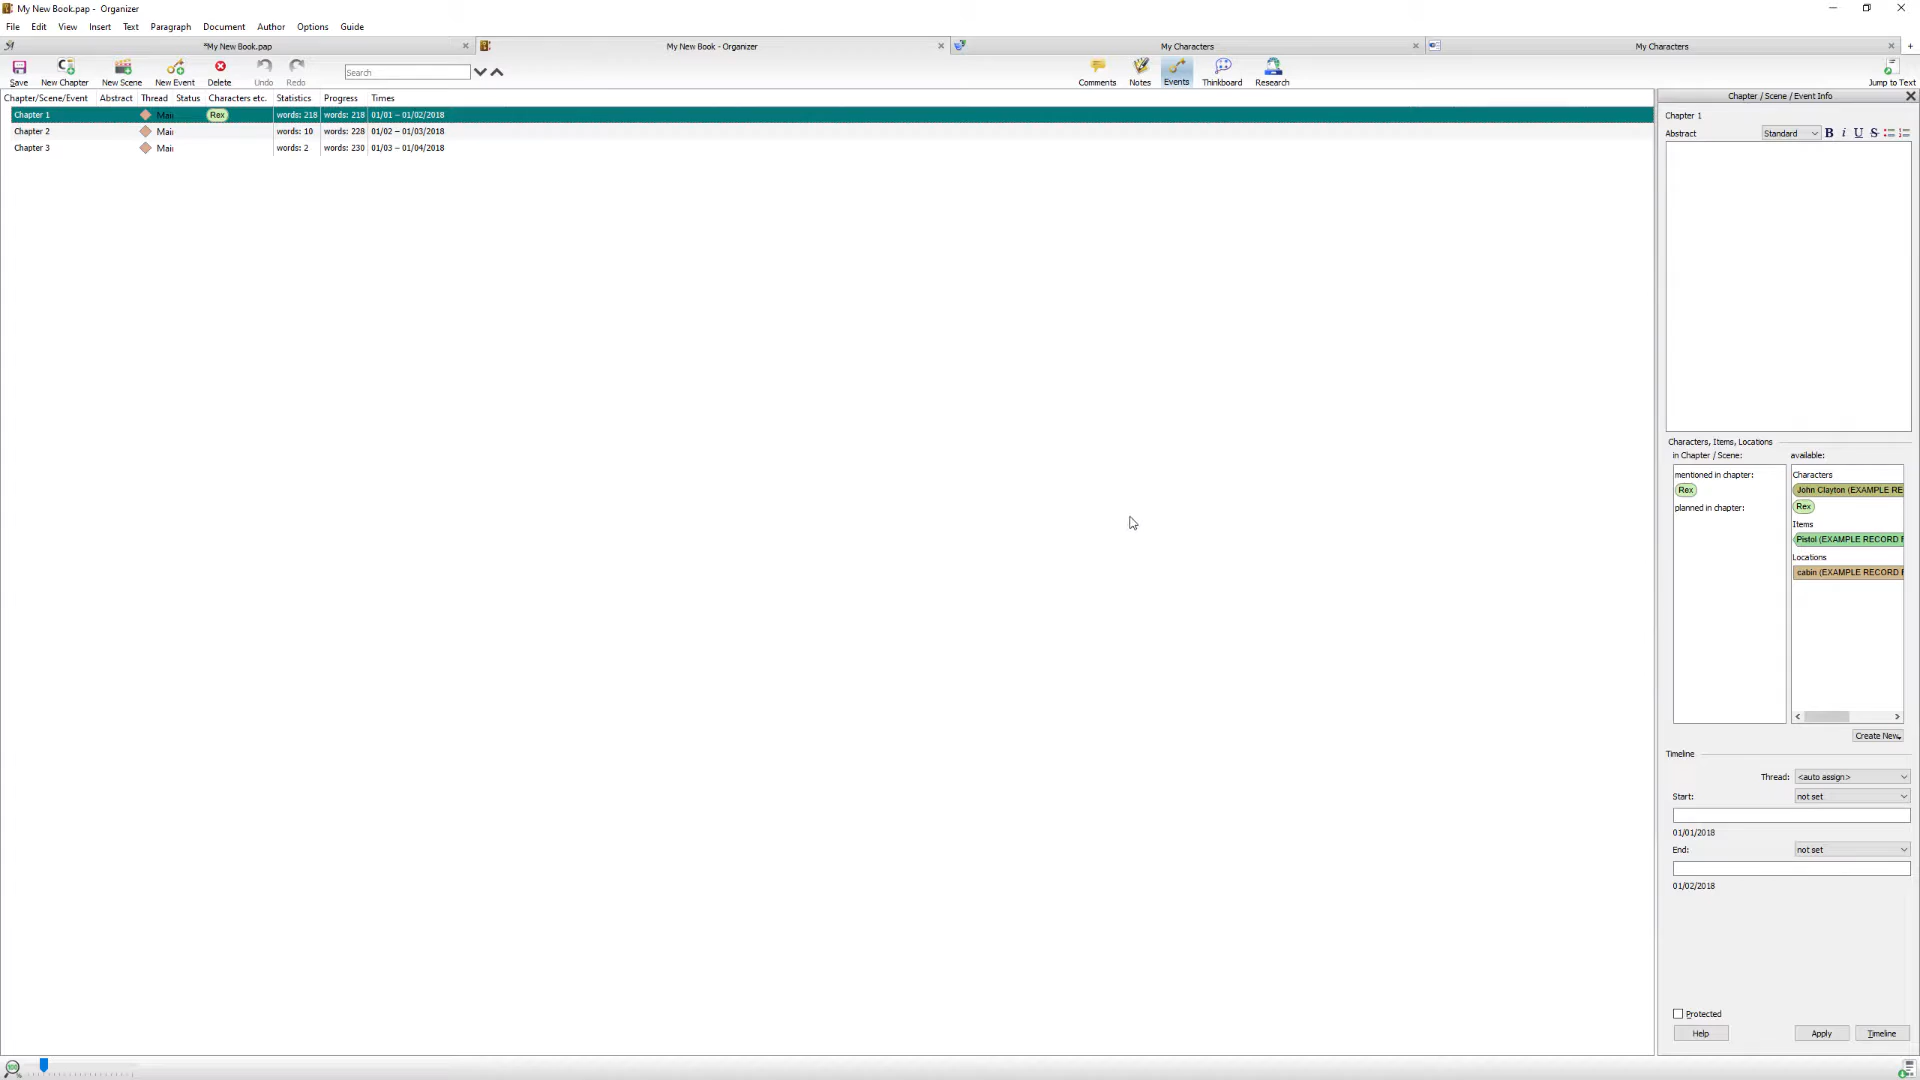 My New Book.pap - Organizer
File Edit View Insert Text Paragraph Document Author Options Guide
*My New Book.pap My New Book - Organizer My Characters My Characters
Save New Chapter New Scene New Event Delete Undo Redo Search Comments Notes Events Thinkboard Research Jump to Text
Chapter/Scene/Event Abstract Thread Status Characters etc. Statistics Progress Times
Chapter 1 Mai Rex words: 218 words: 218 01/01 – 01/02/2018
Chapter 2 Mai words: 10 words: 228 01/02 – 01/03/2018
Chapter 3 Mai words: 2 words: 230 01/03 – 01/04/2018
Chapter / Scene / Event Info
Chapter 1
Abstract Standard B i U S
Characters, Items, Locations
in Chapter / Scene: available:
mentioned in chapter: Characters
Rex John Clayton (EXAMPLE RE
planned in chapter: Rex
Items
Pistol (EXAMPLE RECORD
Locations
cabin (EXAMPLE RECORD
Create New
Timeline
Thread: <auto assign>
Start: not set
01/01/2018
End: not set
01/02/2018
Protected
Help Apply Timeline